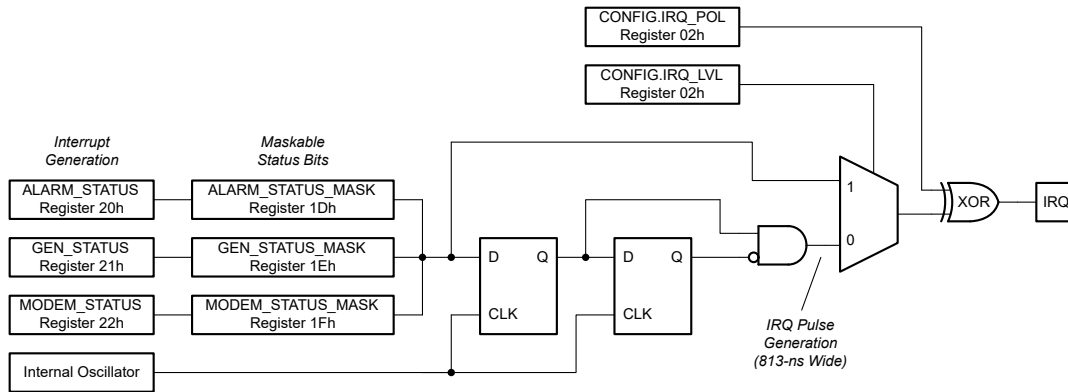 CONFIG.IRQ_POL
Register 02h
CONFIG.IRQ_LVL
Register 02h
Interrupt
Generation
Maskable
Status Bits
ALARM_STATUS
Register 20h
ALARM_STATUS_MASK
Register 1Dh
GEN_STATUS
Register 21h
GEN_STATUS_MASK
Register 1Eh
MODEM_STATUS
Register 22h
MODEM_STATUS_MASK
Register 1Fh
Internal Oscillator
D Q
CLK
D Q
CLK
1
0
XOR
IRQ
IRQ Pulse
Generation
(813-ns Wide)